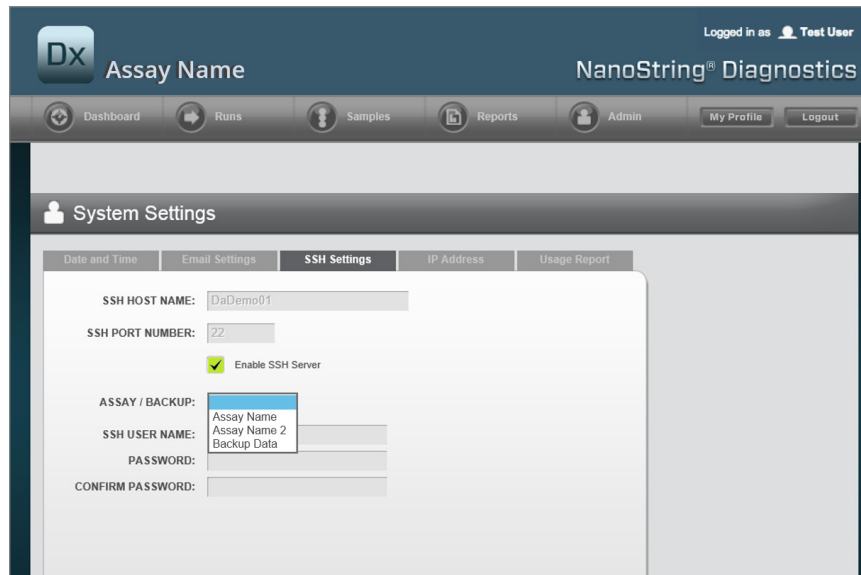 Logged in as Test User
Dx Assay Name
NanoString® Diagnostics
Dashboard Runs Samples Reports Admin My Profile Logout
System Settings
Date and Time Email Settings SSH Settings IP Address Usage Report
SSH HOST NAME: DaDemo01
SSH PORT NUMBER: 22
Enable SSH Server
ASSAY / BACKUP:
Assay Name
SSH USER NAME: Assay Name 2
Backup Data
PASSWORD:
CONFIRM PASSWORD: